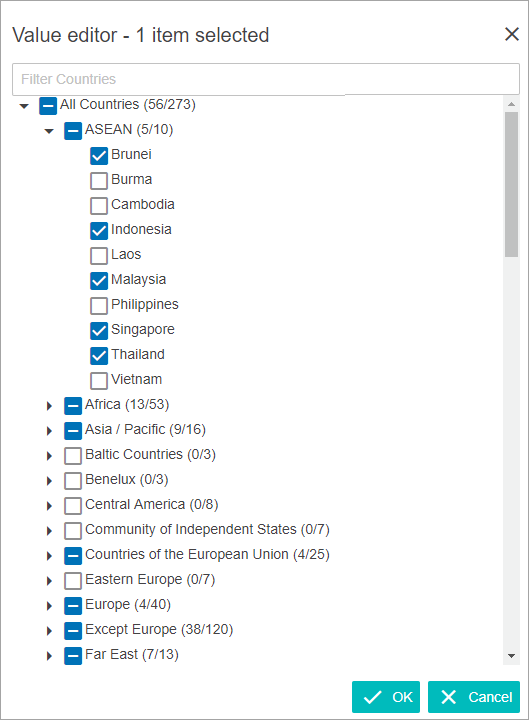 Value editor - 1 item selected
Filter Countries
All Countries (56/273)
ASEAN (5/10)
Brunei
Burma
Cambodia
Indonesia
Laos
Malaysia
Philippines
Singapore
Thailand
Vietnam
Africa (13/53)
Asia / Pacific (9/16)
Baltic Countries (0/3)
Benelux (0/3)
Central America (0/8)
Community of Independent States (0/7)
Countries of the European Union (4/25)
Eastern Europe (0/7)
Europe (4/40)
Except Europe (38/120)
Far East (7/13)
OK Cancel